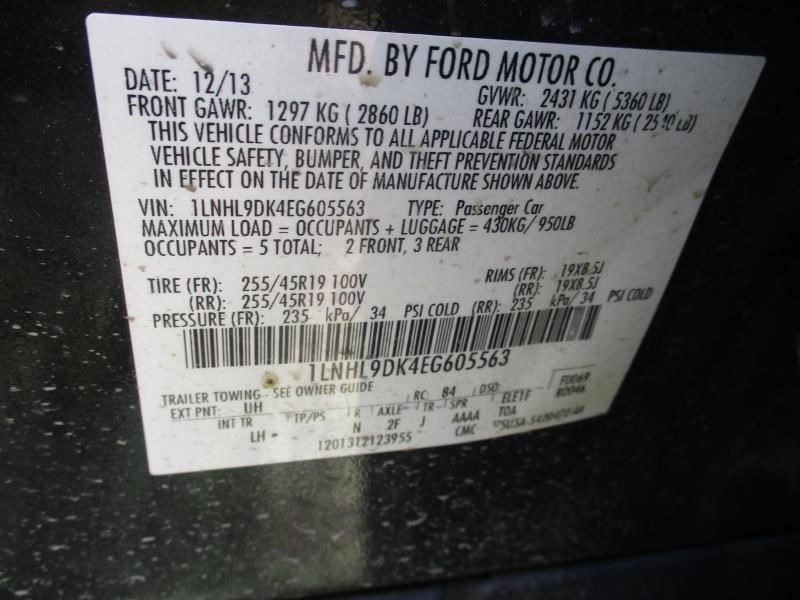 MFD. BY FORD MOTOR CO.
DATE: 12/13 GVWR: 2431 KG ( 5360 LB)
FRONT GAWR: 1297 KG ( 2860 LB) REAR GAWR: 1152 KG ( LB)
THIS VEHICLE CONFORMS TO ALL APPLICABLE FEDERAL MOTOR
VEHICLE SAFETY, BUMPER, AND THEFT PREVENTION STANDARDS
IN EFFECT ON THE DATE OF MANUFACTURE SHOWN ABOVE.
VIN: 1LNHL9DK4EG605563 TYPE: Passenger Car
MAXIMUM LOAD = OCCUPANTS + LUGGAGE = 430KG/ 950LB
OCCUPANTS = 5 TOTAL; 2 FRONT, 3 REAR
TIRE (FR): 255/45R19 100V RIMS (FR): 19X8.5J
(RR): 255/45R19 100V (RR): 19X8.5J
PRESSURE (FR): 235 kPa/ 34 PSI COLD (RR): 235 kPa/ 34 PSI COLD
1LNHL9DK4EG605563
TRAILER TOWING - SEE OWNER GUIDE RC: 84 DSO: F0069
EXT PNT: UH R0046
INT TR TP/PS R AXLE TR SPR ELETF
LH N 2F J AAAA TOA
1201312123955 CMC